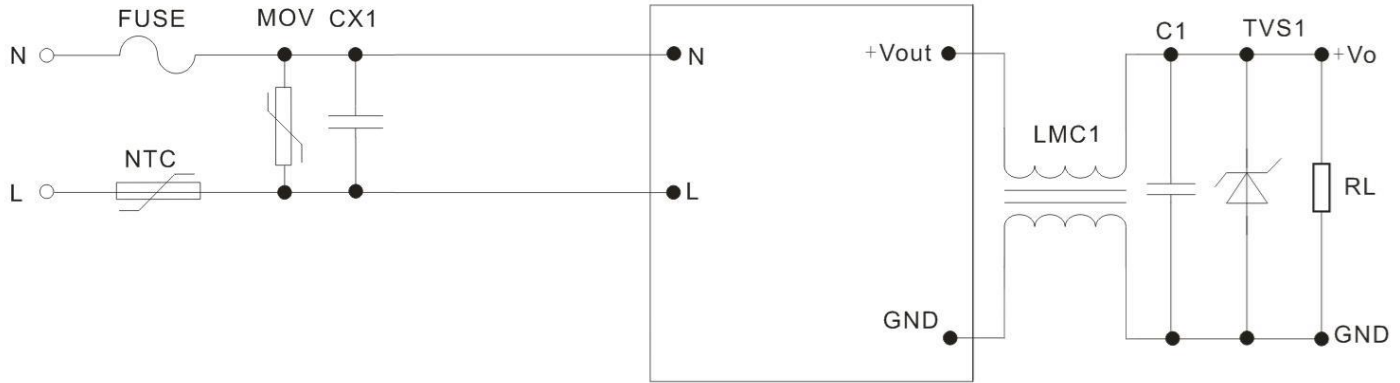 FUSE
MOV
CX1
C1
TVS1
N
N
+Vout
+Vo
LMC1
NTC
L
L
RL
GND
GND